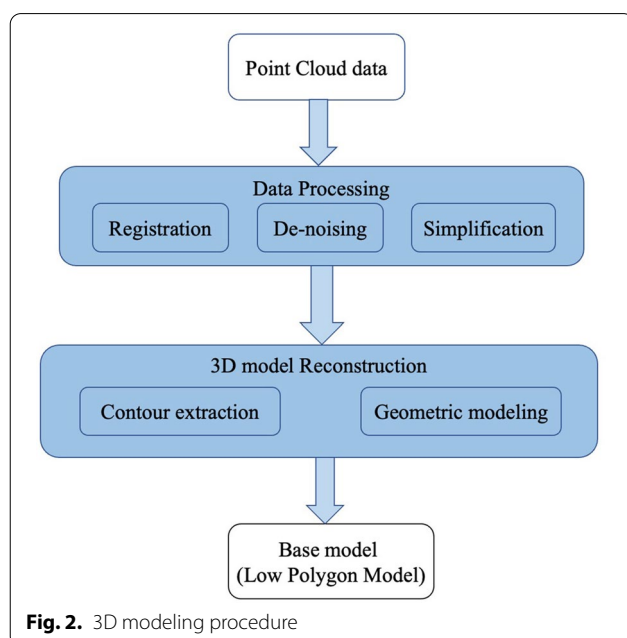 Point Cloud data
Data Processing
Registration
De-noising
Simplification
3D model Reconstruction
Contour extraction
Geometric modeling
Base model
(Low Polygon Model)
Fig. 2. 3D modeling procedure